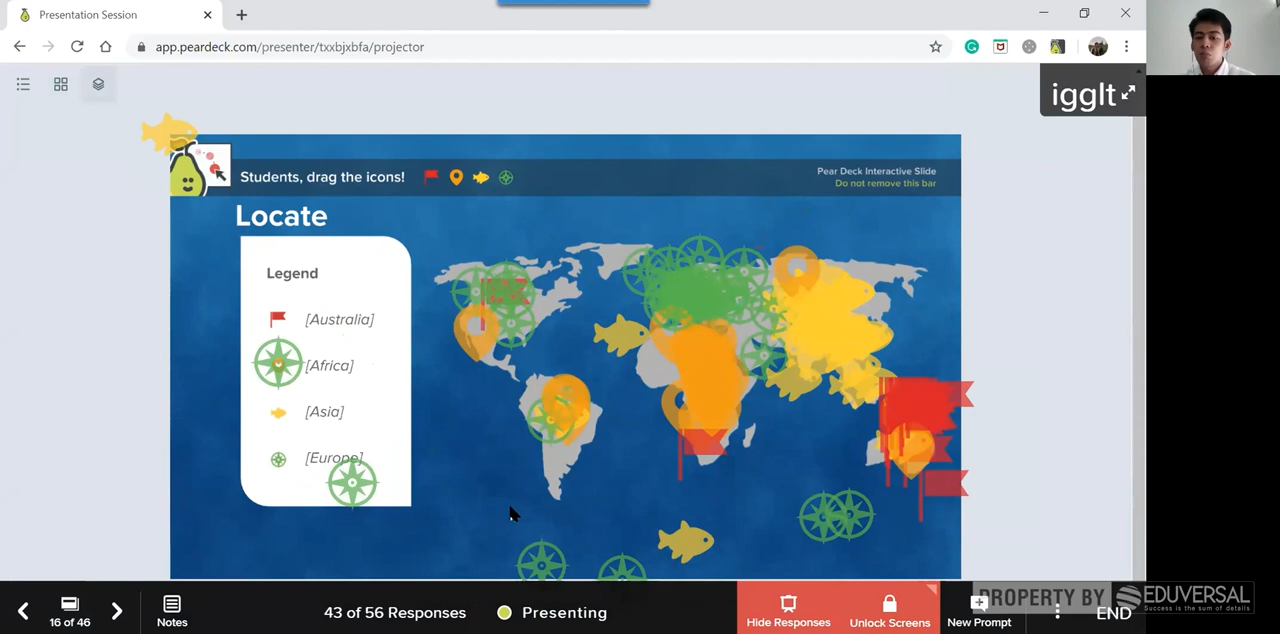 Presentation Session
app.peardeck.com/presenter/txxbjxbfa/projector
igglt
Students, drag the icons!
Pear Deck Interactive Slide
Do not remove this bar
Locate
Legend
[Australia]
[Africa]
[Asia]
[Europe]
16 of 46
Notes
43 of 56 Responses
Presenting
Hide Responses
Unlock Screens
New Prompt
END
PROPERTY BY
EDUVERSAL
Success is the sum of details